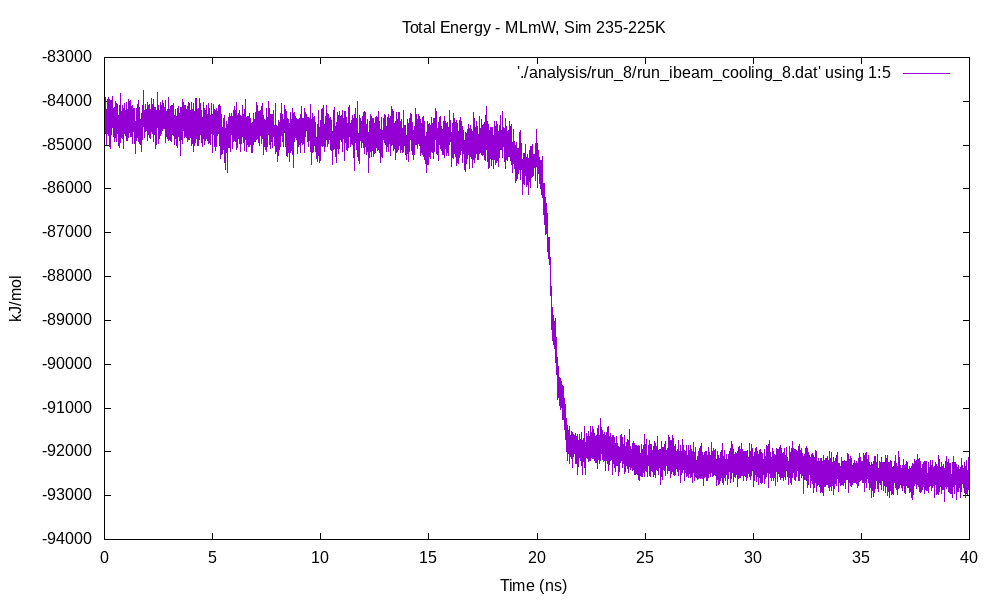 Total Energy - MLmW, Sim 235-225K
-83000
'./analysis/run_8/run_ibeam_cooling_8.dat' using 1:5
-84000
-85000
-86000
-87000
-88000
kJ/mol
-89000
-90000
-91000
-92000
-93000
-94000
0 5 10 15 20 25 30 35 40
Time (ns)